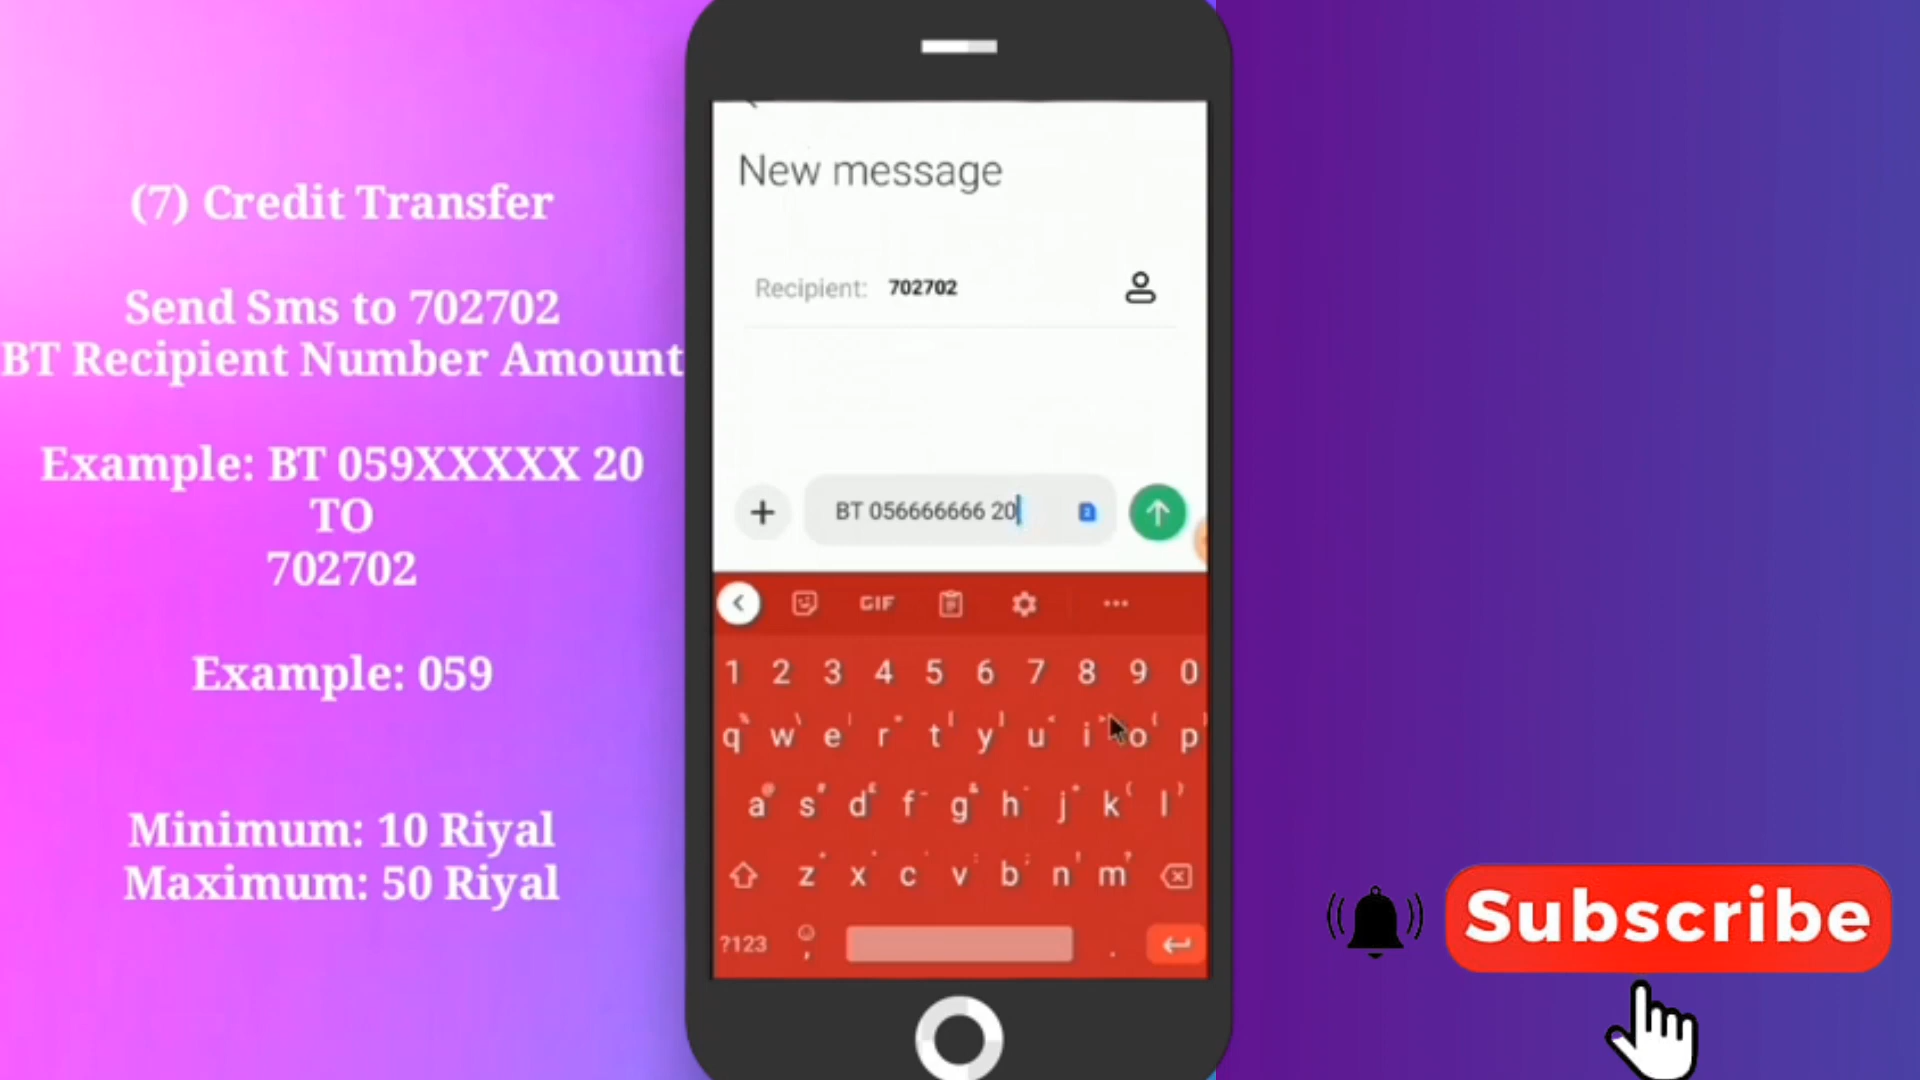 (7) Credit Transfer
Send Sms to 702702
BT Recipient Number Amount
Example: BT 059XXXXX 20
TO
702702
Example: 059
Minimum: 10 Riyal
Maximum: 50 Riyal
New message
Recipient: 702702
BT 056666666 20
GIF
1 2 3 4 5 6 7 8 9 0
q w e r t y u i o p
a s d f g h j k l
z x c v b n m
?123 , .
Subscribe